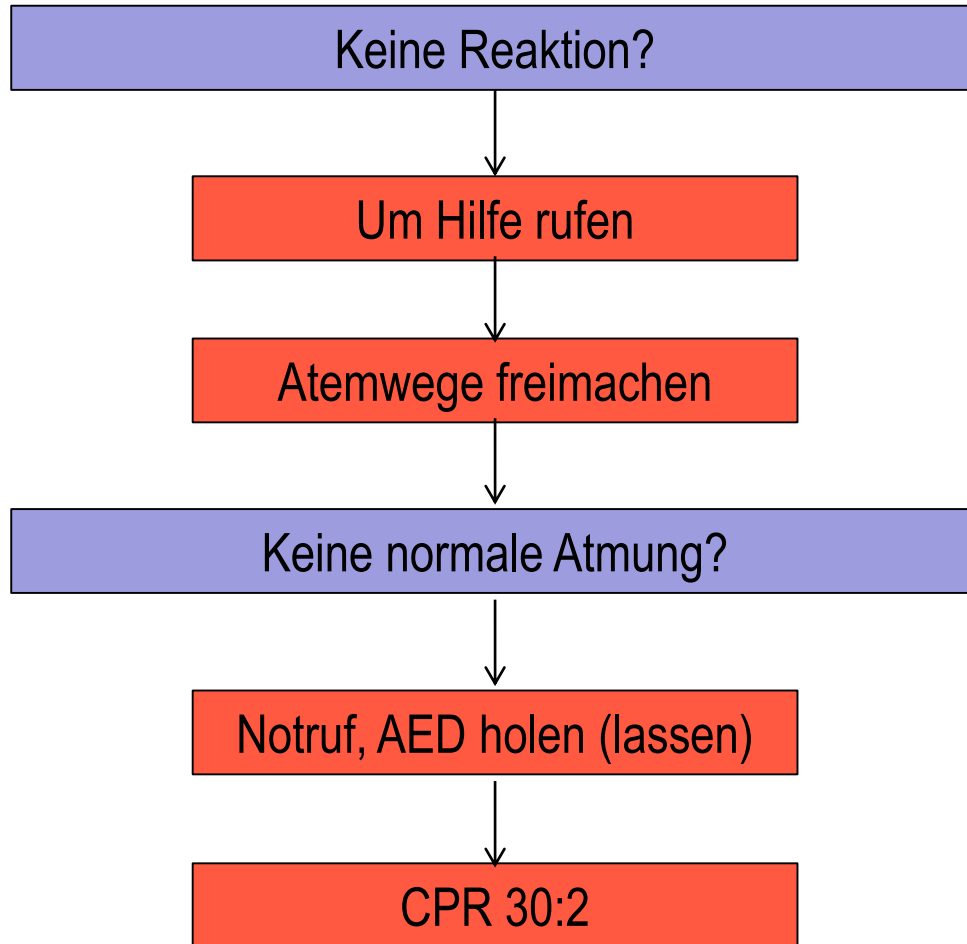 Keine Reaktion?
Um Hilfe rufen
Atemwege freimachen
Keine normale Atmung?
Notruf, AED holen (lassen)
CPR 30:2